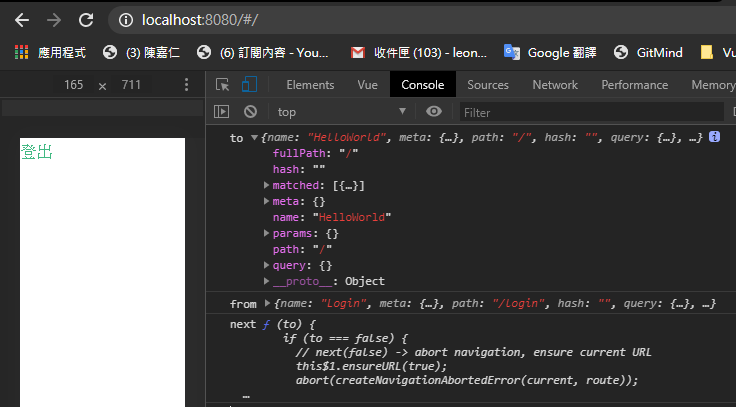 localhost:8080/#/
應用程式 (3) 陳嘉仁 (6) 訂閱內容 - You... 收件匣 (103) - leon... Google 翻譯 GitMind Vu
165 × 711 Elements Vue Console Sources Network Performance Memory
top Filter
登出
to {name: "HelloWorld", meta: {…}, path: "/", hash: "", query: {…}, …}
fullPath: "/"
hash: ""
matched: [{…}]
meta: {}
name: "HelloWorld"
params: {}
path: "/"
query: {}
__proto__: Object
from {name: "Login", meta: {…}, path: "/login", hash: "", query: {…}, …}
next ƒ (to) {
if (to === false) {
// next(false) -> abort navigation, ensure current URL
this$1.ensureURL(true);
abort(createNavigationAbortedError(current, route));
…